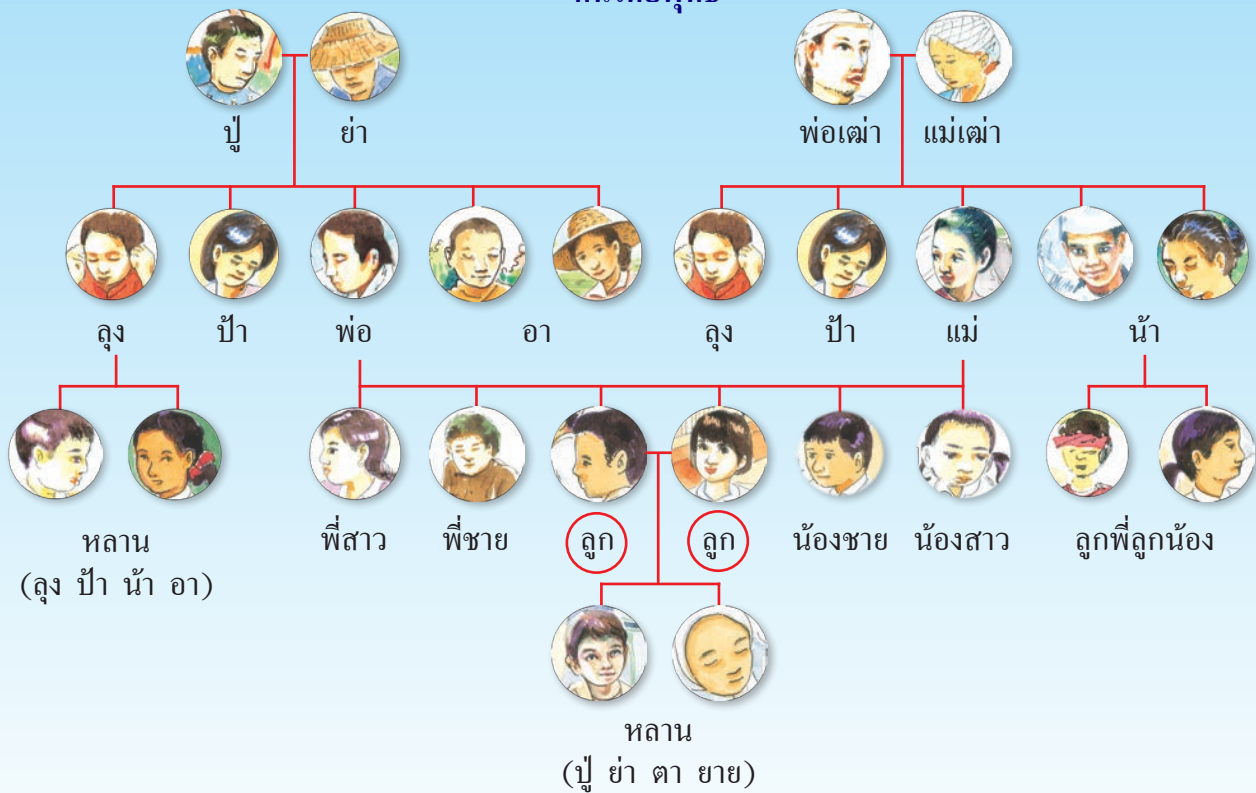 ปู่ ย่า พ่อเฒ่า แม่เฒ่า
ลุง ป้า พ่อ อา ลุง ป้า แม่ น้า
หลาน พี่สาว พี่ชาย ลูก ลูก น้องชาย น้องสาว ลูกพี่ลูกน้อง
(ลุง ป้า น้า อา)
หลาน
(ปู่ ย่า ตา ยาย)